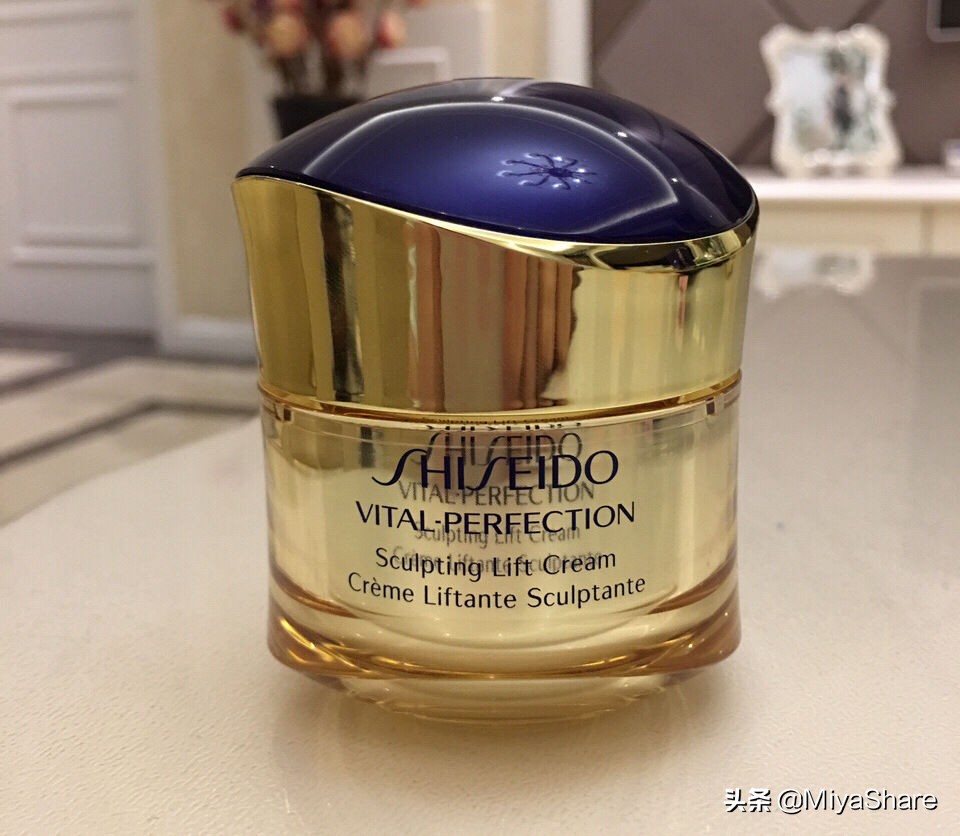 SHISEIDO
VITAL-PERFECTION
Sculpting Lift Cream
Crème Liftante Sculptante
头条 @MiyaShare